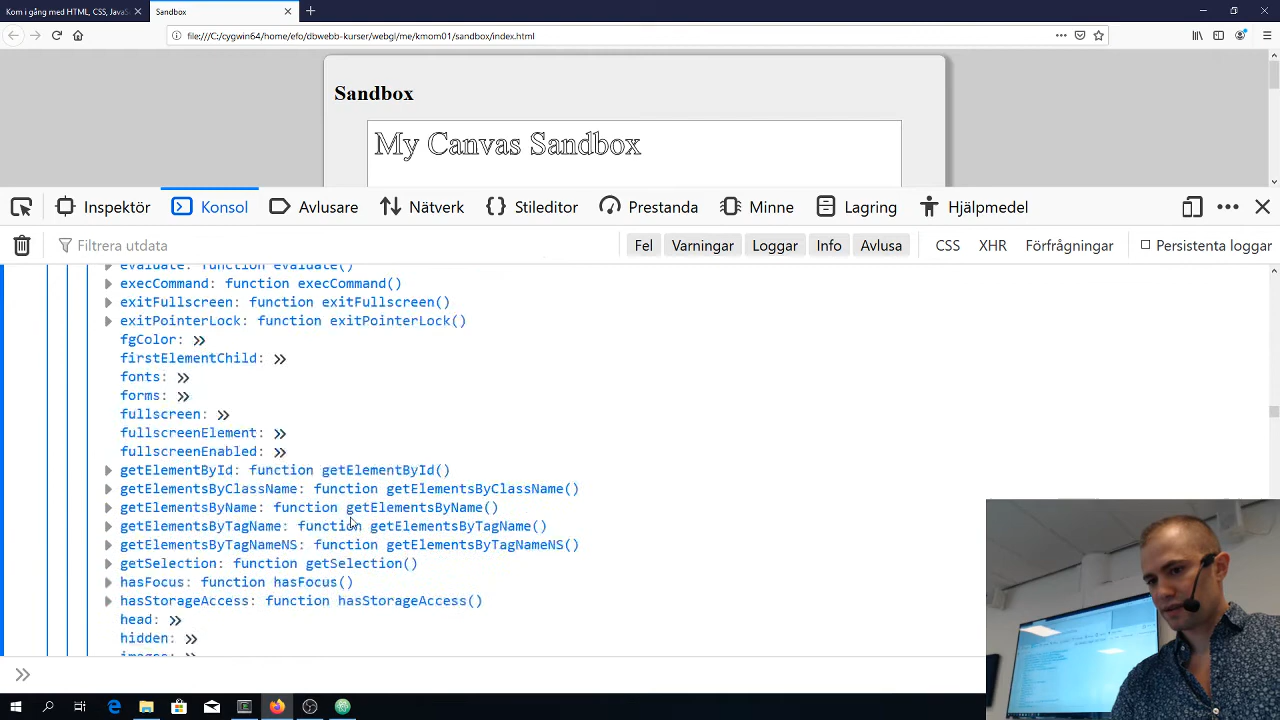 Kom i gång med HTML, CSS, JavaS
Sandbox
file:///C:/cygwin64/home/efo/dbwebb-kurser/webgl/me/kmom01/sandbox/index.html
Sandbox
My Canvas Sandbox
Inspektör
Konsol
Avlusare
Nätverk
Stileditor
Prestanda
Minne
Lagring
Hjälpmedel
Filtrera utdata
Fel
Varningar
Loggar
Info
Avlusa
CSS
XHR
Förfrågningar
Persistenta loggar
evaluate: function evaluate()
execCommand: function execCommand()
exitFullscreen: function exitFullscreen()
exitPointerLock: function exitPointerLock()
fgColor: »
firstElementChild: »
fonts: »
forms: »
fullscreen: »
fullscreenElement: »
fullscreenEnabled: »
getElementById: function getElementById()
getElementsByClassName: function getElementsByClassName()
getElementsByName: function getElementsByName()
getElementsByTagName: function getElementsByTagName()
getElementsByTagNameNS: function getElementsByTagNameNS()
getSelection: function getSelection()
hasFocus: function hasFocus()
hasStorageAccess: function hasStorageAccess()
head: »
hidden: »
images: »